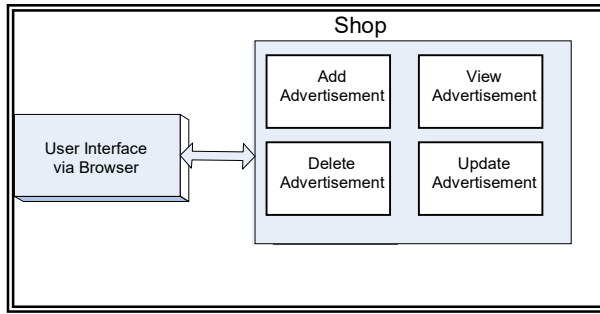 Shop
Add
Advertisement
View
Advertisement
User Interface
via Browser
Delete
Advertisement
Update
Advertisement